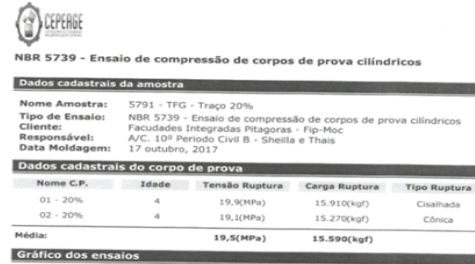 CEPEAGE
NBR 5739 - Ensaio de compressão de corpos de prova cilíndricos
Dados cadastrais da amostra
Nome Amostra: 5791 - TFG - Traço 20%
Tipo de Ensaio: NBR 5739 - Ensaio de compressão de corpos de prova cilíndricos
Cliente: Facudades Integradas Pitagoras - Fip-Moc
Responsável: A/C. 10º Periodo Civil B - Sheilla e Thais
Data Moldagem: 17 outubro, 2017
Dados cadastrais do corpo de prova
Nome C.P. Idade Tensão Ruptura Carga Ruptura Tipo Ruptura
01 - 20% 4 19,9(MPa) 15.910(kgf) Cisalhada
02 - 20% 4 19,1(MPa) 15.270(kgf) Cônica
Média: 19,5(MPa) 15.590(kgf)
Gráfico dos ensaios